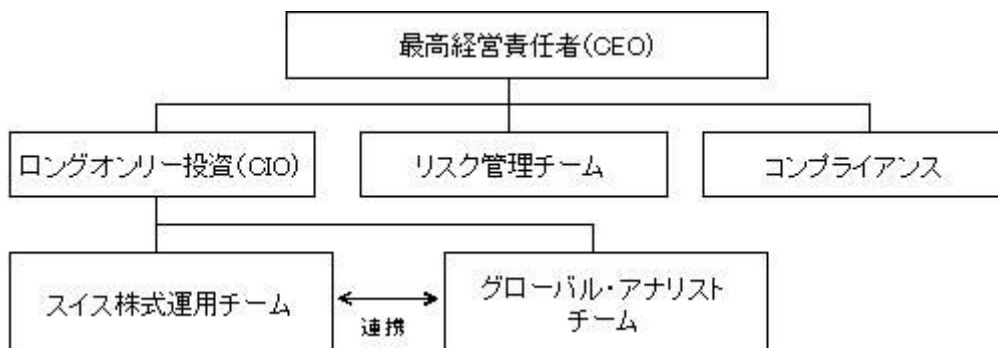 最高経営責任者(CEO)
ロングオンリー投資(CIO)
リスク管理チーム
コンプライアンス
スイス株式運用チーム
連携
グローバル・アナリスト
チーム